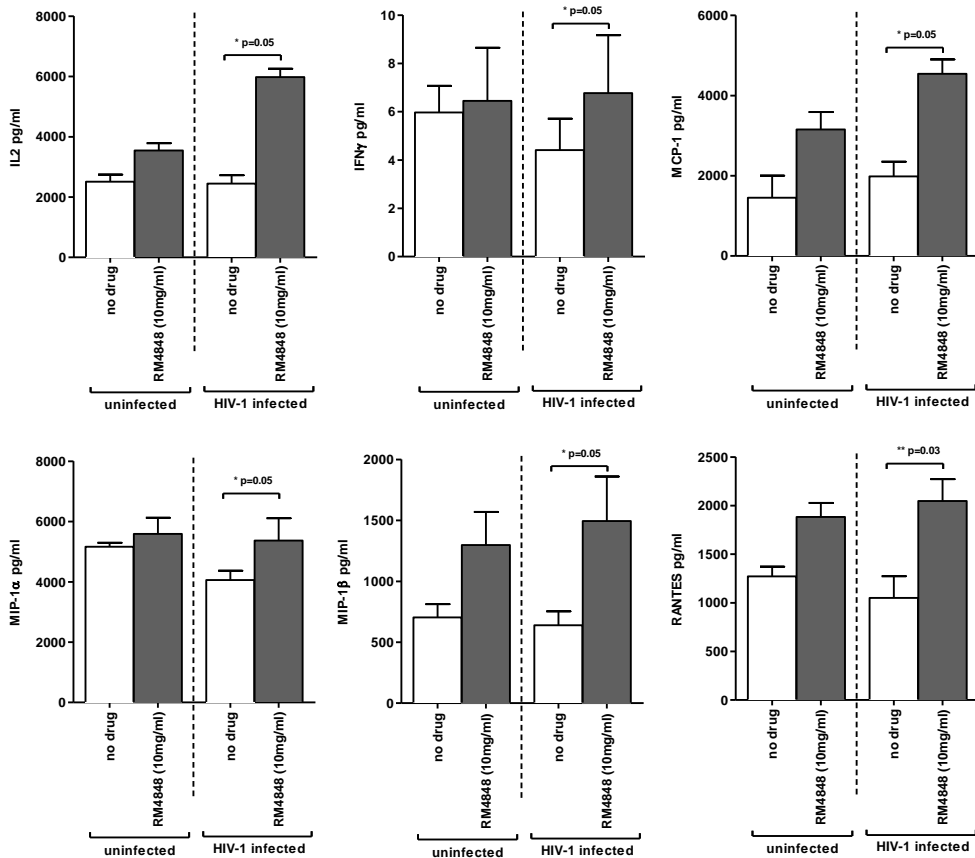 IL2 pg/ml
8000
6000
4000
2000
0
* p=0.05
no drug
RM4848 (10mg/ml)
no drug
RM4848 (10mg/ml)
uninfected
HIV-1 infected
IFNγ pg/ml
10
8
6
4
2
0
* p=0.05
no drug
RM4848 (10mg/ml)
no drug
RM4848 (10mg/ml)
uninfected
HIV-1 infected
MCP-1 pg/ml
6000
4000
2000
0
* p=0.05
no drug
RM4848 (10mg/ml)
no drug
RM4848 (10mg/ml)
uninfected
HIV-1 infected
MIP-1α pg/ml
8000
6000
4000
2000
0
* p=0.05
no drug
RM4848 (10mg/ml)
no drug
RM4848 (10mg/ml)
uninfected
HIV-1 infected
MIP-1β pg/ml
2000
1500
1000
500
0
* p=0.05
no drug
RM4848 (10mg/ml)
no drug
RM4848 (10mg/ml)
uninfected
HIV-1 infected
RANTES pg/ml
2500
2000
1500
1000
500
0
** p=0.03
no drug
RM4848 (10mg/ml)
no drug
RM4848 (10mg/ml)
uninfected
HIV-1 infected